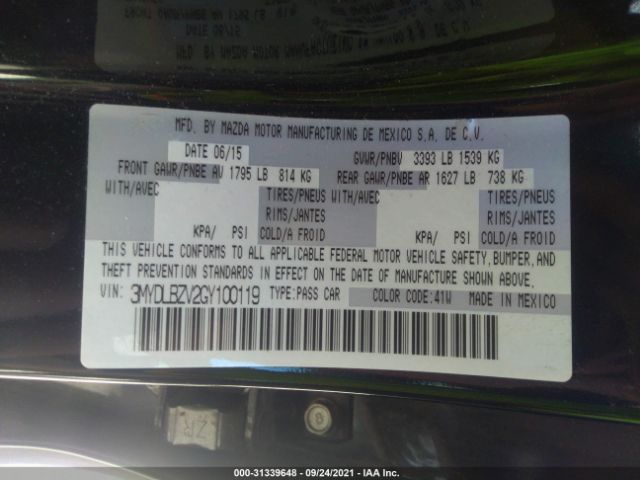 MFD. BY MAZDA MOTOR MANUFACTURING DE MEXICO S.A. DE C.V.
DATE 06/15 GVWR/PNBV 3393 LB 1539 KG
FRONT GAWR/PNBE AV 1795 LB 814 KG REAR GAWR/PNBE AR 1627 LB 738 KG
WITH/AVEC TIRES/PNEUS WITH/AVEC TIRES/PNEUS
RIMS/JANTES RIMS/JANTES
KPA/ PSI COLD/A FROID KPA/ PSI COLD/A FROID
THIS VEHICLE CONFORMS TO ALL APPLICABLE FEDERAL MOTOR VEHICLE SAFETY, BUMPER, AND
THEFT PREVENTION STANDARDS IN EFFECT ON THE DATE OF MANUFACTURE SHOWN ABOVE.
VIN: 3MYDLBZV2GY100119 TYPE:PASS CAR COLOR CODE:41W MADE IN MEXICO
8
000-31339648 - 09/24/2021 - IAA Inc.